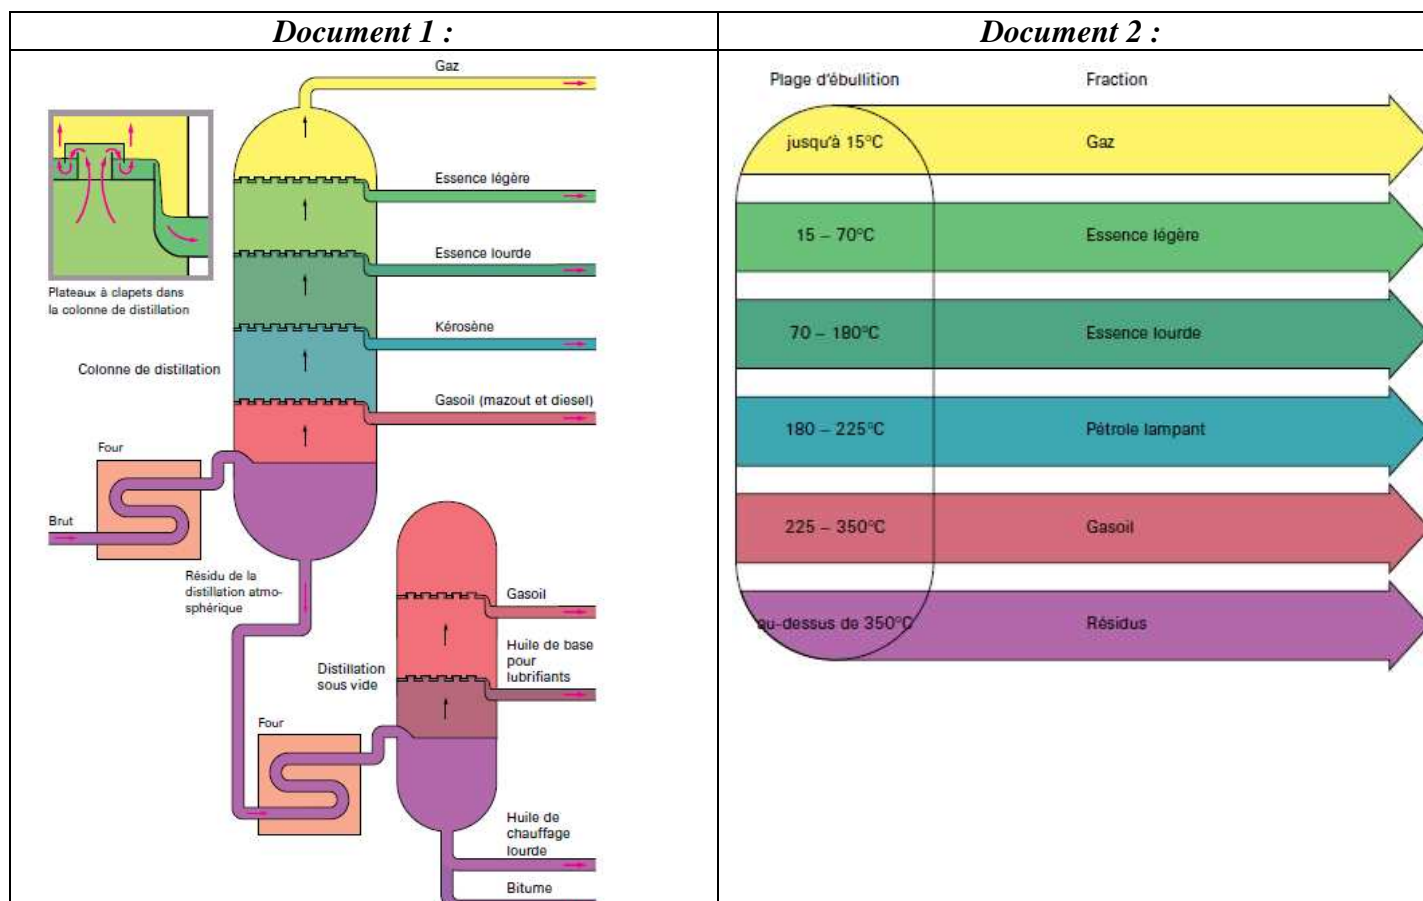 Document 1 :
Document 2 :
Gaz
Plateaux à clapets dans
la colonne de distillation
Essence légère
Essence lourde
Kérosène
Colonne de distillation
Gasoil (mazout et diesel)
Four
Brut
Résidu de la
distillation atmo-
sphérique
Gasoil
Huile de base
pour
lubrifiants
Distillation
sous vide
Four
Huile de
chauffage
lourde
Bitume
Plage d'ébullition
Fraction
jusqu'à 15°C
Gaz
15 – 70°C
Essence légère
70 – 180°C
Essence lourde
180 – 225°C
Pétrole lampant
225 – 350°C
Gasoil
au-dessus de 350°C
Résidus